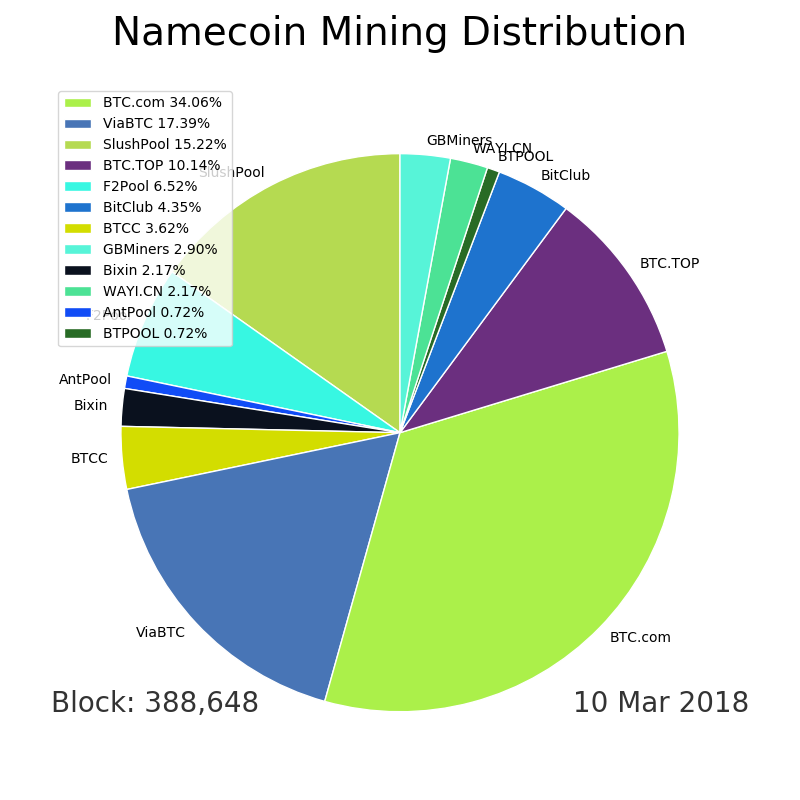 Namecoin Mining Distribution
BTC.com 34.06%
ViaBTC 17.39%
SlushPool 15.22%
BTC.TOP 10.14%
F2Pool 6.52%
BitClub 4.35%
BTCC 3.62%
GBMiners 2.90%
Bixin 2.17%
WAYI.CN 2.17%
AntPool 0.72%
BTPOOL 0.72%
GBMiners
WAYI.CN
BTPOOL
BitClub
SlushPool
BTC.TOP
F2Pool
AntPool
Bixin
BTCC
ViaBTC
BTC.com
Block: 388,648
10 Mar 2018